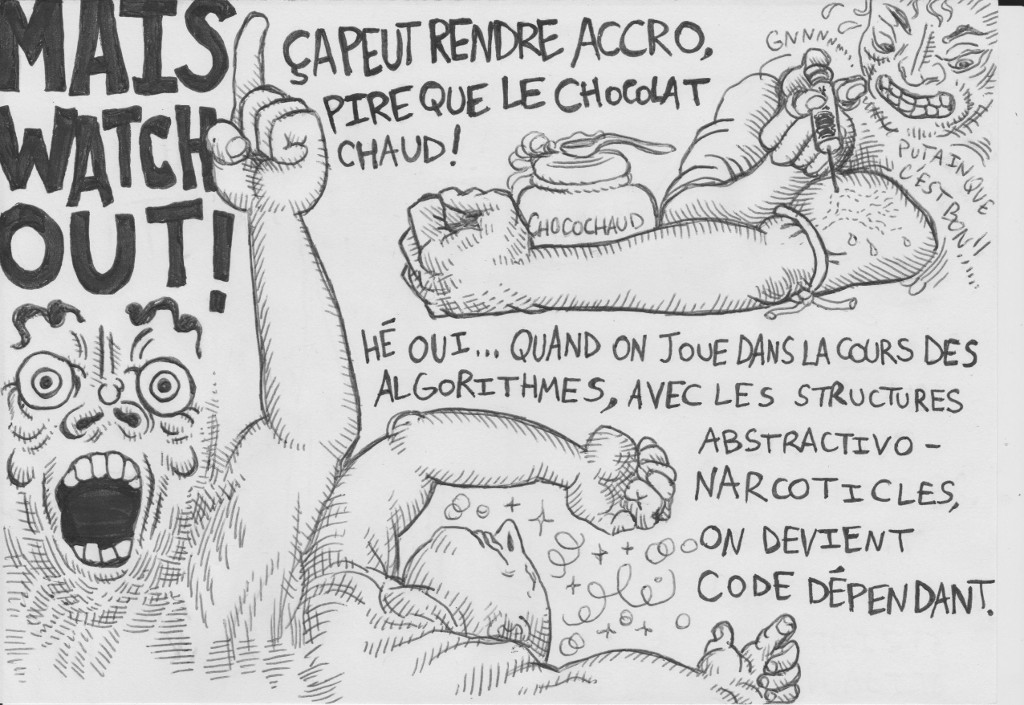 MAIS
WATCH
OUT!
ÇA PEUT RENDRE ACCRO,
PIRE QUE LE CHOCOLAT
CHAUD!
GNNNN...
PUTAIN QUE
C'EST BON!!...
CHOCOCHAUD
HÉ OUI... QUAND ON JOUE DANS LA COURS DES
ALGORITHMES, AVEC LES STRUCTURES
ABSTRACTIVO-
NARCOTICLES,
ON DEVIENT
CODE DÉPENDANT.